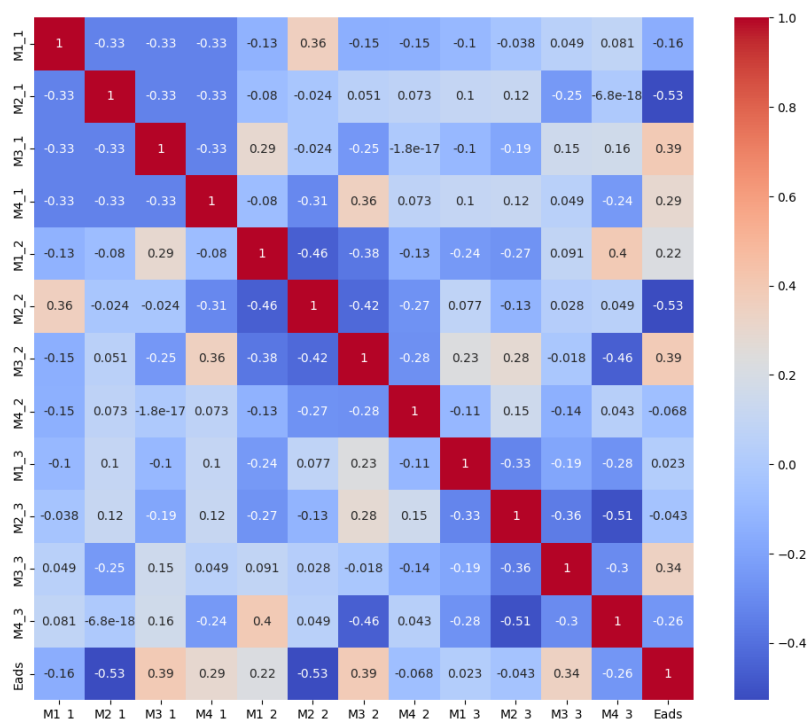 M1_1 1 -0.33 -0.33 -0.33 -0.13 0.36 -0.15 -0.15 -0.1 -0.038 0.049 0.081 -0.16
M2_1 -0.33 1 -0.33 -0.33 -0.08 -0.024 0.051 0.073 0.1 0.12 -0.25 -6.8e-18 -0.53
M3_1 -0.33 -0.33 1 -0.33 0.29 -0.024 -0.25 -1.8e-17 -0.1 -0.19 0.15 0.16 0.39
M4_1 -0.33 -0.33 -0.33 1 -0.08 -0.31 0.36 0.073 0.1 0.12 0.049 -0.24 0.29
M1_2 -0.13 -0.08 0.29 -0.08 1 -0.46 -0.38 -0.13 -0.24 -0.27 0.091 0.4 0.22
M2_2 0.36 -0.024 -0.024 -0.31 -0.46 1 -0.42 -0.27 0.077 -0.13 0.028 0.049 -0.53
M3_2 -0.15 0.051 -0.25 0.36 -0.38 -0.42 1 -0.28 0.23 0.28 -0.018 -0.46 0.39
M4_2 -0.15 0.073 -1.8e-17 0.073 -0.13 -0.27 -0.28 1 -0.11 0.15 -0.14 0.043 -0.068
M1_3 -0.1 0.1 -0.1 0.1 -0.24 0.077 0.23 -0.11 1 -0.33 -0.19 -0.28 0.023
M2_3 -0.038 0.12 -0.19 0.12 -0.27 -0.13 0.28 0.15 -0.33 1 -0.36 -0.51 -0.043
M3_3 0.049 -0.25 0.15 0.049 0.091 0.028 -0.018 -0.14 -0.19 -0.36 1 -0.3 0.34
M4_3 0.081 -6.8e-18 0.16 -0.24 0.4 0.049 -0.46 0.043 -0.28 -0.51 -0.3 1 -0.26
Eads -0.16 -0.53 0.39 0.29 0.22 -0.53 0.39 -0.068 0.023 -0.043 0.34 -0.26 1
M1_1 M2_1 M3_1 M4_1 M1_2 M2_2 M3_2 M4_2 M1_3 M2_3 M3_3 M4_3 Eads
1.0
0.8
0.6
0.4
0.2
0.0
−0.2
−0.4